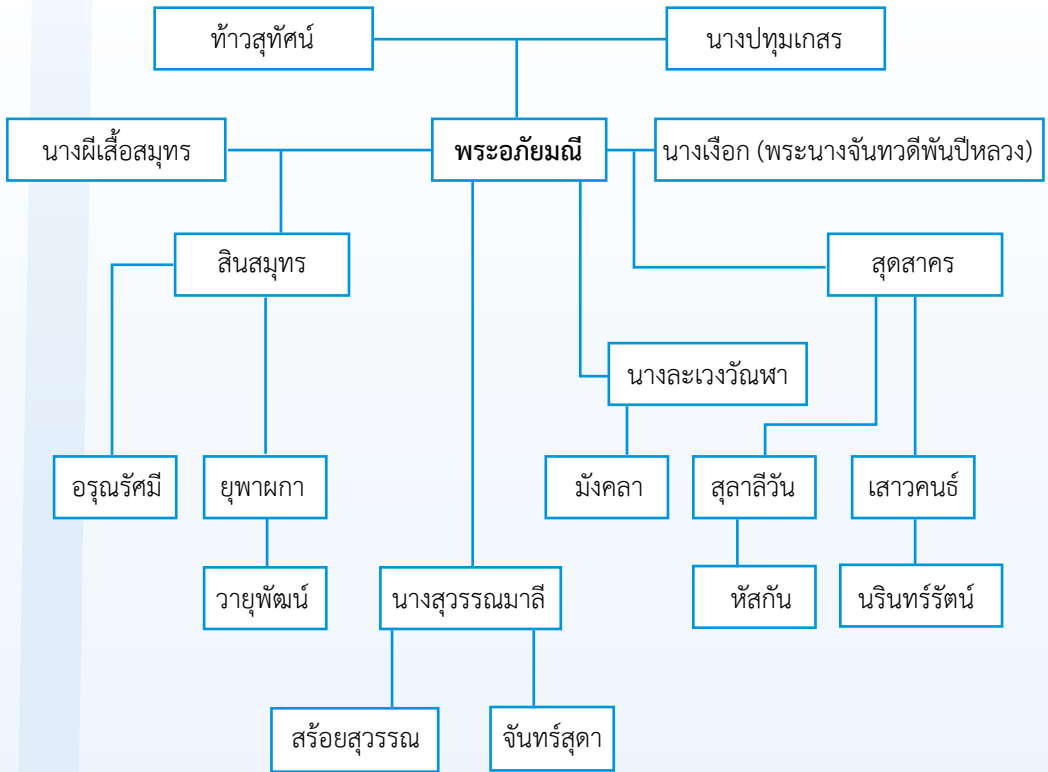 ท้าวสุทัศน์
นางปทุมเกสร
นางผีเสื้อสมุทร
พระอภัยมณี
นางเงือก (พระนางจันทวดีพันปีหลวง)
สินสมุทร
สุดสาคร
นางละเวงวัณฬา
อรุณรัศมี
ยุพาผกา
มังคลา
สุลาลีวัน
เสาวคนธ์
วายุพัฒน์
นางสุวรรณมาลี
หัสกัน
นรินทร์รัตน์
สร้อยสุวรรณ
จันทร์สุดา